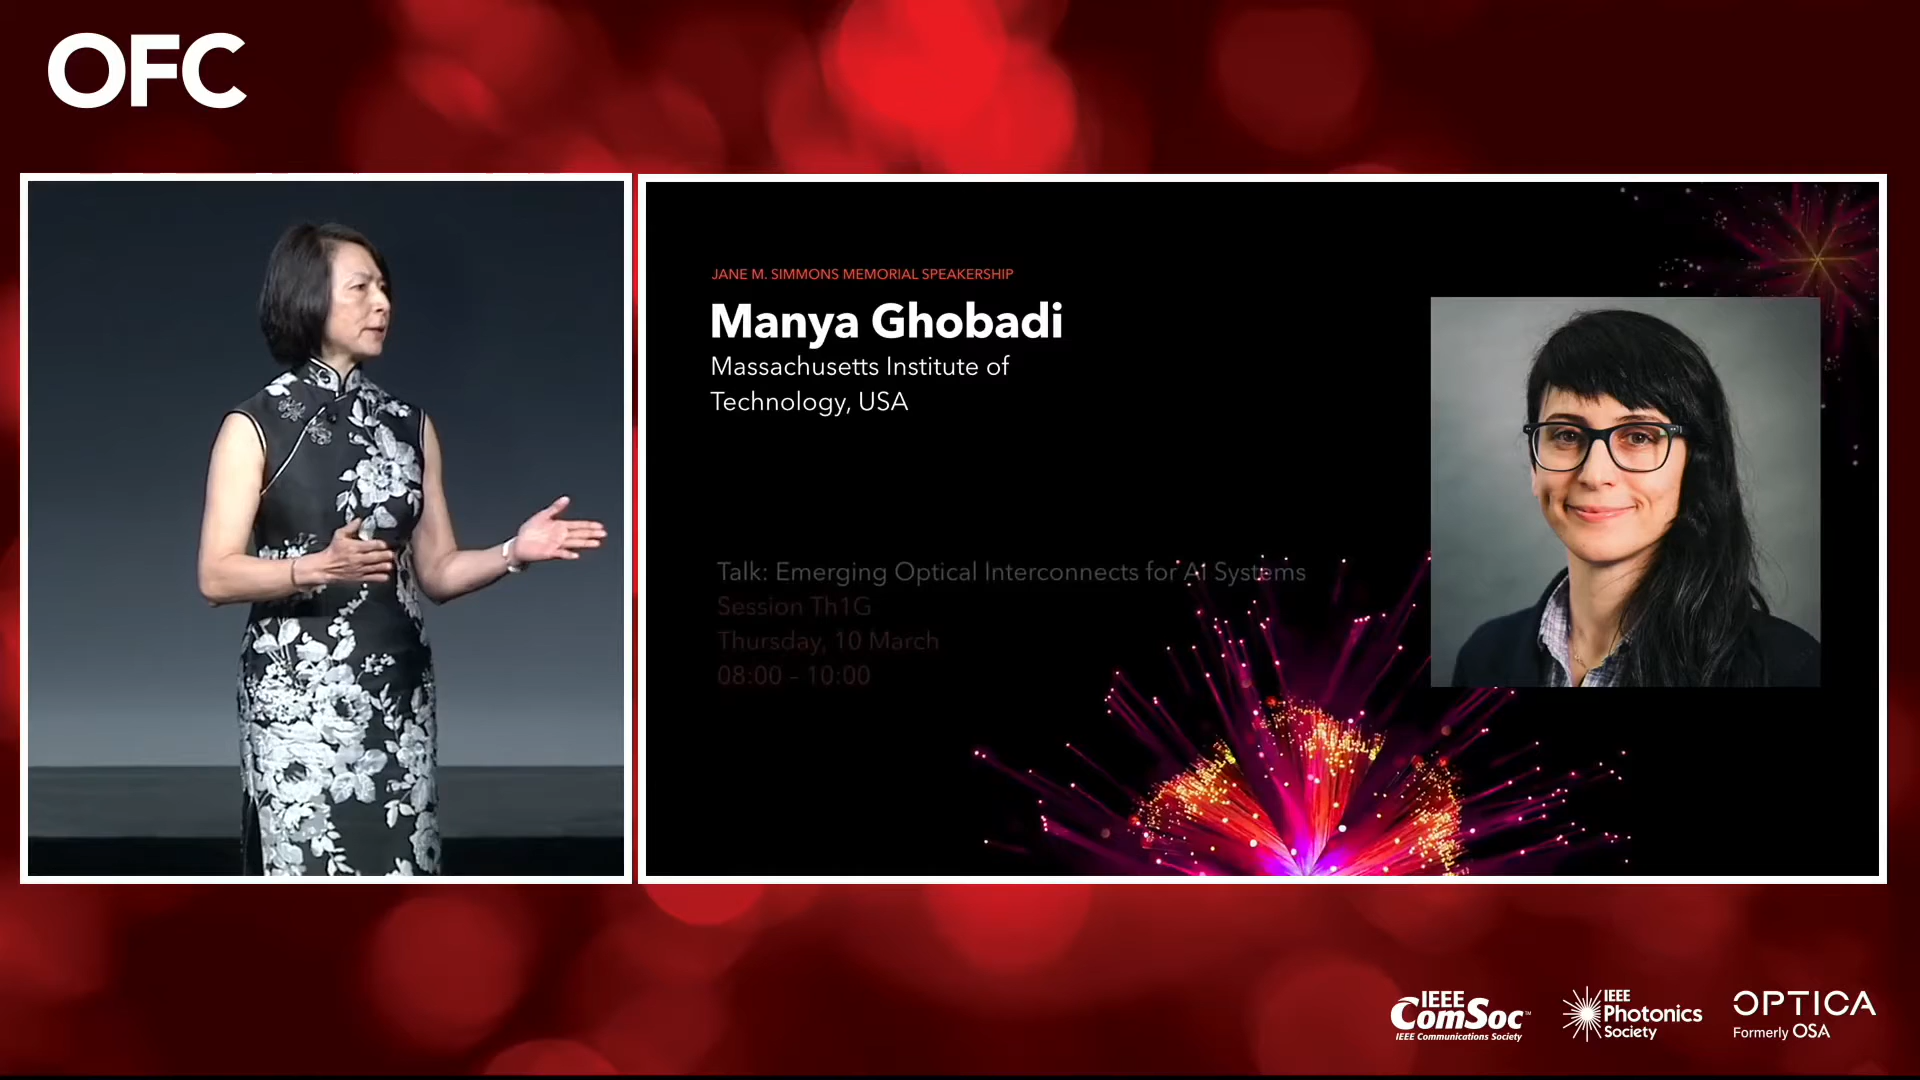 OFC
JANE M. SIMMONS MEMORIAL SPEAKERSHIP
Manya Ghobadi
Massachusetts Institute of
Technology, USA
Talk: Emerging Optical Interconnects for AI Systems
Session Th1G
Thursday, 10 March
08:00 – 10:00
IEEE
ComSoc™
IEEE Communications Society
IEEE
Photonics
Society
OPTICA
Formerly OSA